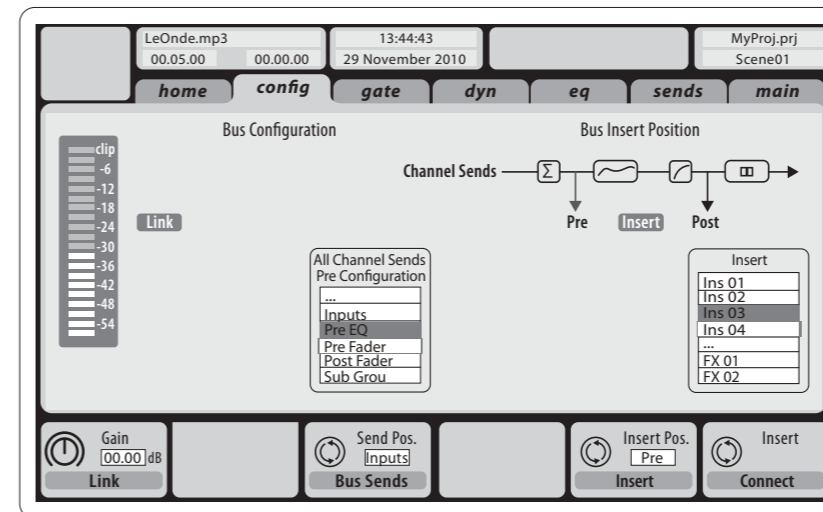 LeOnde.mp3
00.05.00 00.00.00
13:44:43
29 November 2010
MyProj.prj
Scene01
home config gate dyn eq sends main
Bus Configuration
Bus Insert Position
clip
-6
-12
-18
-24
-30
-36
-42
-48
-54
Link
Channel Sends Σ
Pre Insert Post
All Channel Sends
Pre Configuration
...
Inputs
Pre EQ
Pre Fader
Post Fader
Sub Grou
Insert
Ins 01
Ins 02
Ins 03
Ins 04
...
FX 01
FX 02
Gain
00.00 dB
Link
Send Pos.
Inputs
Bus Sends
Insert Pos.
Pre
Insert
Insert
Connect